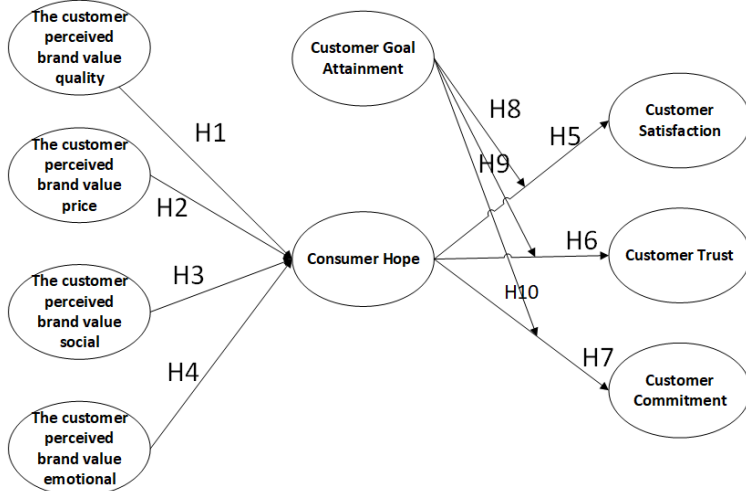 The customer
perceived
brand value
quality
Customer Goal
Attainment
Customer
Satisfaction
H1
H8
H5
H9
The customer
perceived
brand value
price
H2
Consumer Hope
H6
Customer Trust
H3
H10
The customer
perceived
brand value
social
H4
H7
Customer
Commitment
The customer
perceived
brand value
emotional